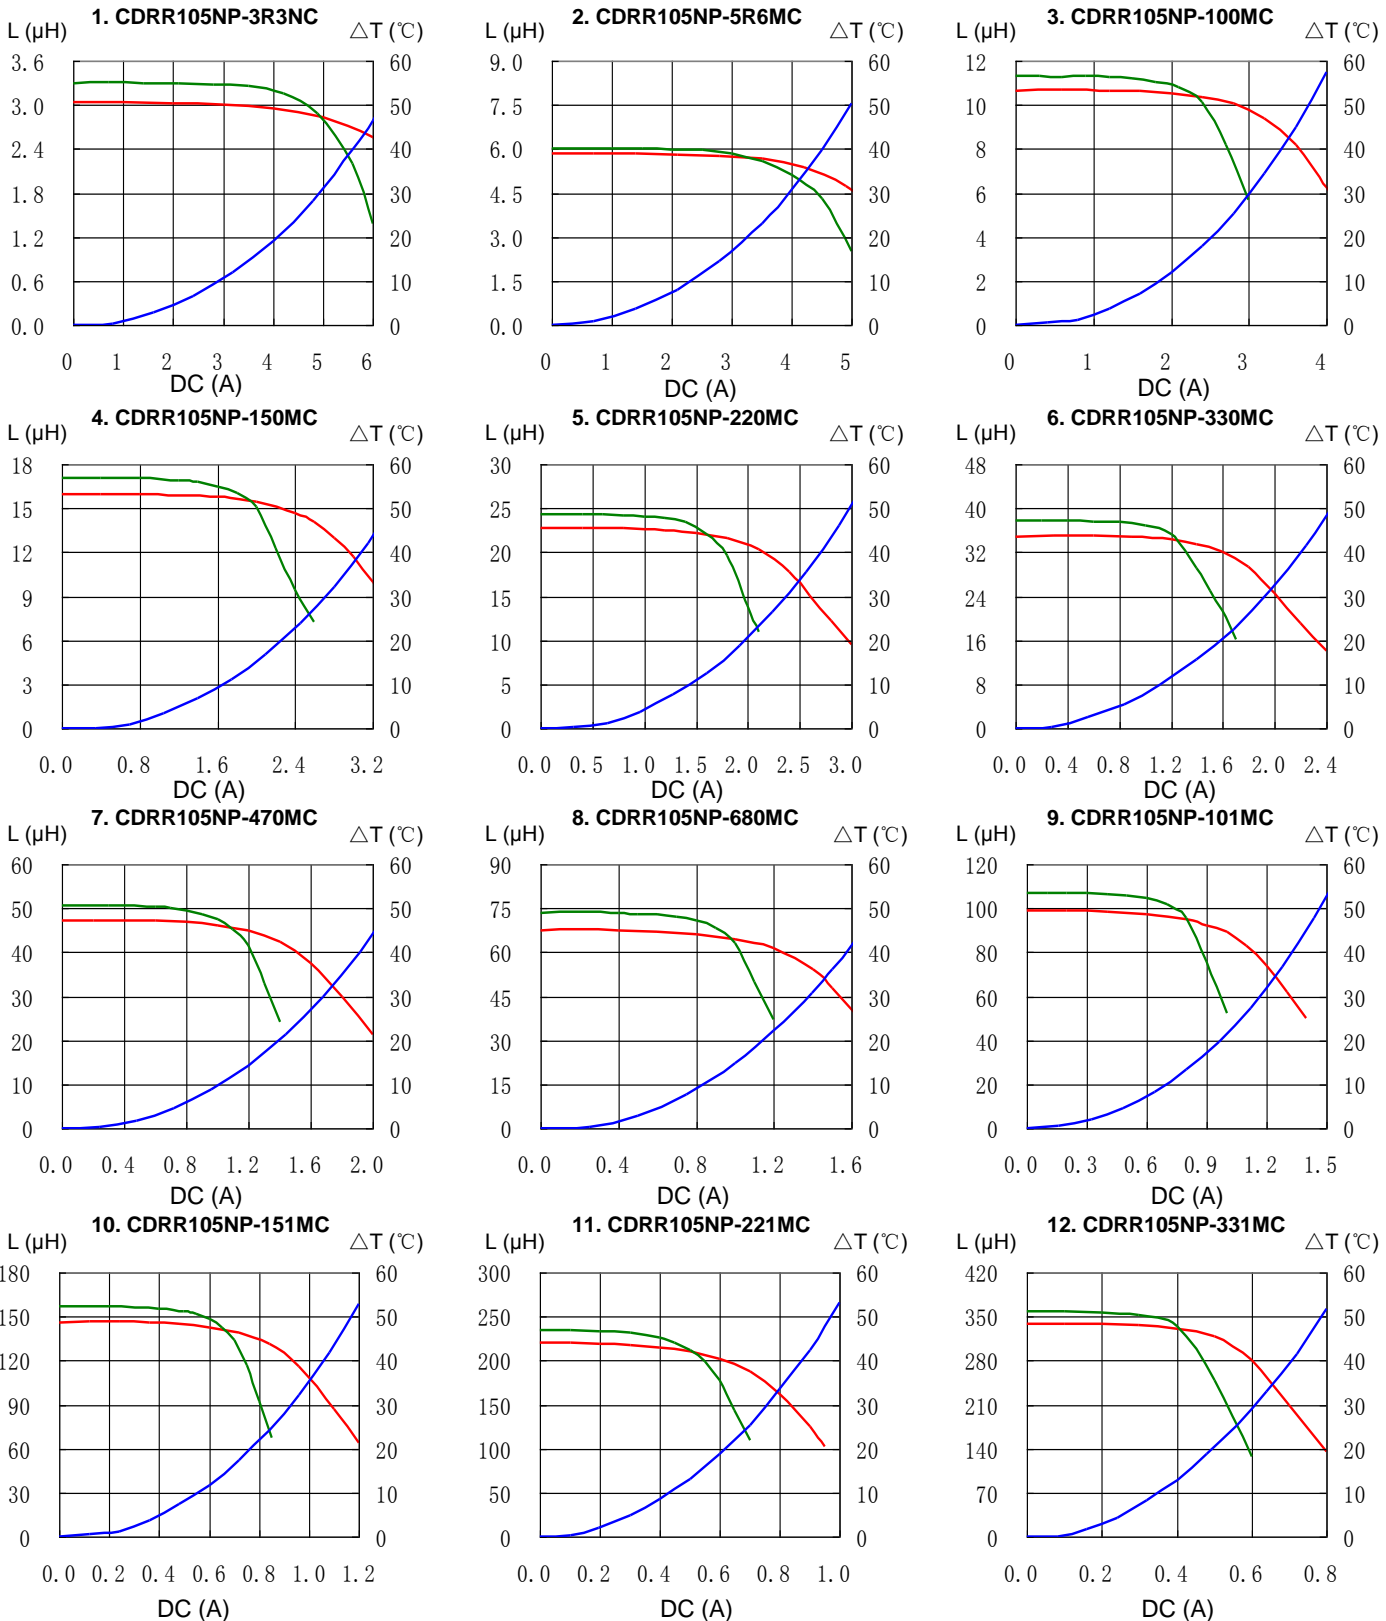 1. CDRR105NP-3R3NC
L (μH) △T (℃)
3.6 60
3.0 50
2.4 40
1.8 30
1.2 20
0.6 10
0.0 0
0 1 2 3 4 5 6
DC (A)
2. CDRR105NP-5R6MC
L (μH) △T (℃)
9.0 60
7.5 50
6.0 40
4.5 30
3.0 20
1.5 10
0.0 0
0 1 2 3 4 5
DC (A)
3. CDRR105NP-100MC
L (μH) △T (℃)
12 60
10 50
8 40
6 30
4 20
2 10
0 0
0 1 2 3 4
DC (A)
4. CDRR105NP-150MC
L (μH) △T (℃)
18 60
15 50
12 40
9 30
6 20
3 10
0 0
0.0 0.8 1.6 2.4 3.2
DC (A)
5. CDRR105NP-220MC
L (μH) △T (℃)
30 60
25 50
20 40
15 30
10 20
5 10
0 0
0.0 0.5 1.0 1.5 2.0 2.5 3.0
DC (A)
6. CDRR105NP-330MC
L (μH) △T (℃)
48 60
40 50
32 40
24 30
16 20
8 10
0 0
0.0 0.4 0.8 1.2 1.6 2.0 2.4
DC (A)
7. CDRR105NP-470MC
L (μH) △T (℃)
60 60
50 50
40 40
30 30
20 20
10 10
0 0
0.0 0.4 0.8 1.2 1.6 2.0
DC (A)
8. CDRR105NP-680MC
L (μH) △T (℃)
90 60
75 50
60 40
45 30
30 20
15 10
0 0
0.0 0.4 0.8 1.2 1.6
DC (A)
9. CDRR105NP-101MC
L (μH) △T (℃)
120 60
100 50
80 40
60 30
40 20
20 10
0 0
0.0 0.3 0.6 0.9 1.2 1.5
DC (A)
10. CDRR105NP-151MC
L (μH) △T (℃)
180 60
150 50
120 40
90 30
60 20
30 10
0 0
0.0 0.2 0.4 0.6 0.8 1.0 1.2
DC (A)
11. CDRR105NP-221MC
L (μH) △T (℃)
300 60
250 50
200 40
150 30
100 20
50 10
0 0
0.0 0.2 0.4 0.6 0.8 1.0
DC (A)
12. CDRR105NP-331MC
L (μH) △T (℃)
420 60
350 50
280 40
210 30
140 20
70 10
0 0
0.0 0.2 0.4 0.6 0.8
DC (A)